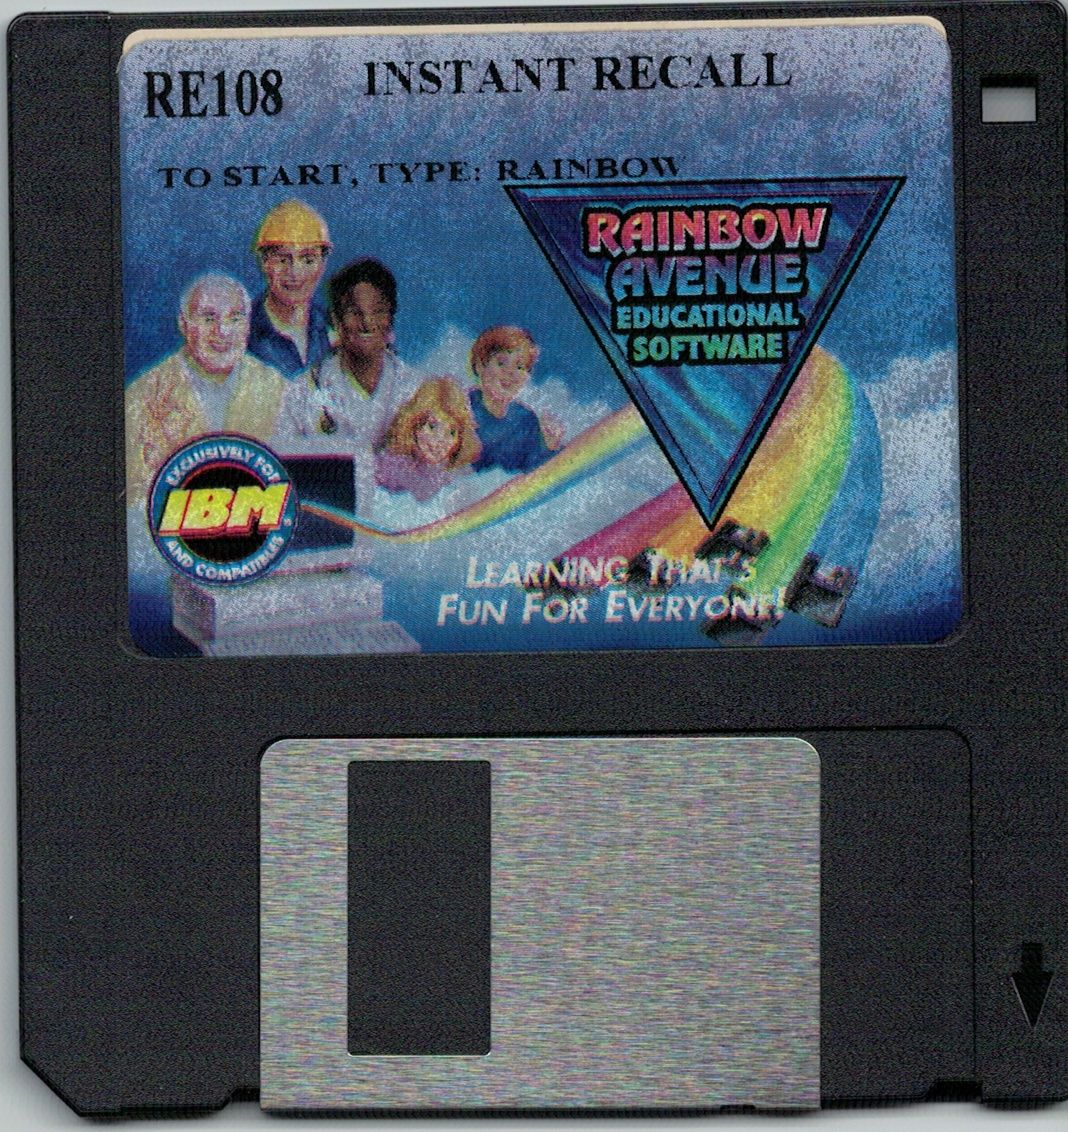 RE108 INSTANT RECALL
TO START, TYPE: RAINBOW
RAINBOW
AVENUE
EDUCATIONAL
SOFTWARE
EXCLUSIVELY FOR
IBM'S
AND COMPATIBLES
LEARNING THAT'S
FUN FOR EVERYONE!